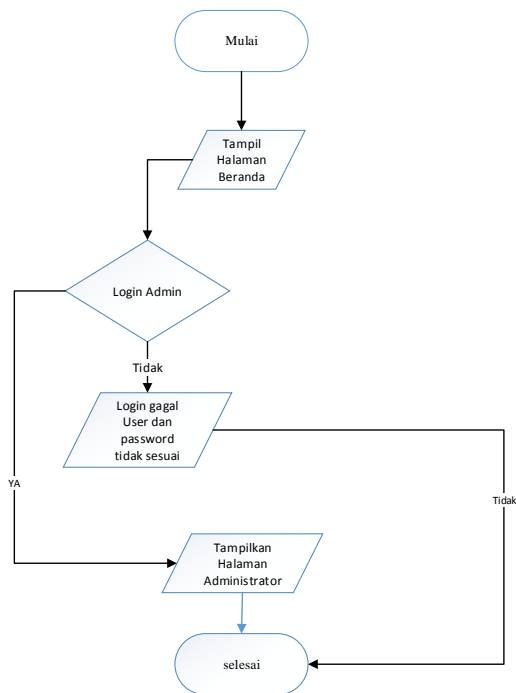 Mulai
Tampil
Halaman
Beranda
Login Admin
Tidak
Login gagal
User dan
password
tidak sesuai
YA
Tidak
Tampilkan
Halaman
Administrator
selesai